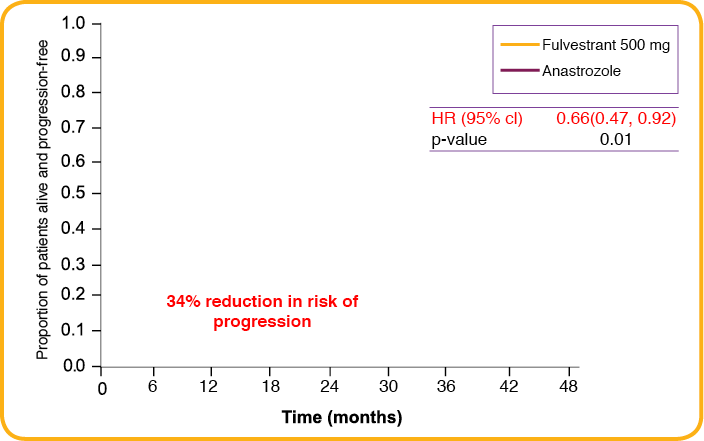 1.0
0.9
0.8
0.7
0.6
0.5
0.4
0.3
0.2
0.1
0.0
Proportion of patients alive and progression-free
Fulvestrant 500 mg
Anastrozole
HR (95% cl) 0.66(0.47, 0.92)
p-value 0.01
34% reduction in risk of
progression
0 6 12 18 24 30 36 42 48
Time (months)